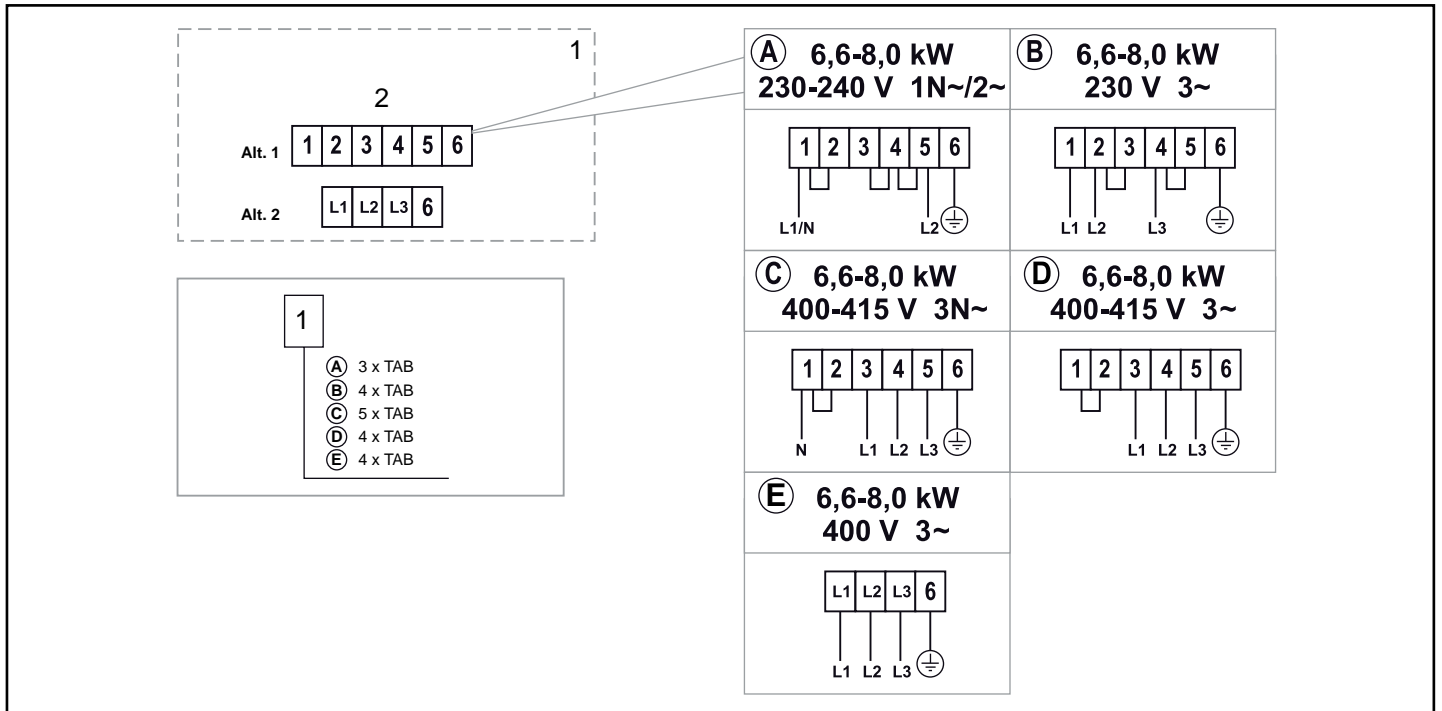 1
2
Alt. 1 1 2 3 4 5 6
Alt. 2 L1 L2 L3 6
1
A 3 x TAB
B 4 x TAB
C 5 x TAB
D 4 x TAB
E 4 x TAB
A 6,6-8,0 kW
230-240 V 1N~/2~
1 2 3 4 5 6
L1/N L2
B 6,6-8,0 kW
230 V 3~
1 2 3 4 5 6
L1 L2 L3
C 6,6-8,0 kW
400-415 V 3N~
1 2 3 4 5 6
N L1 L2 L3
D 6,6-8,0 kW
400-415 V 3~
1 2 3 4 5 6
L1 L2 L3
E 6,6-8,0 kW
400 V 3~
L1 L2 L3 6
L1 L2 L3